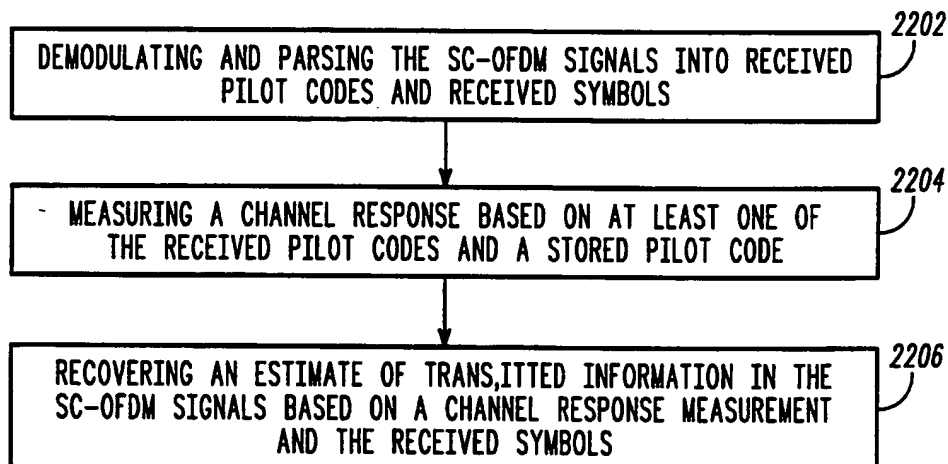 2202
DEMODULATING AND PARSING THE SC-OFDM SIGNALS INTO RECEIVED
PILOT CODES AND RECEIVED SYMBOLS
2204
MEASURING A CHANNEL RESPONSE BASED ON AT LEAST ONE OF
THE RECEIVED PILOT CODES AND A STORED PILOT CODE
2206
RECOVERING AN ESTIMATE OF TRANS,ITTED INFORMATION IN THE
SC-OFDM SIGNALS BASED ON A CHANNEL RESPONSE MEASUREMENT
AND THE RECEIVED SYMBOLS